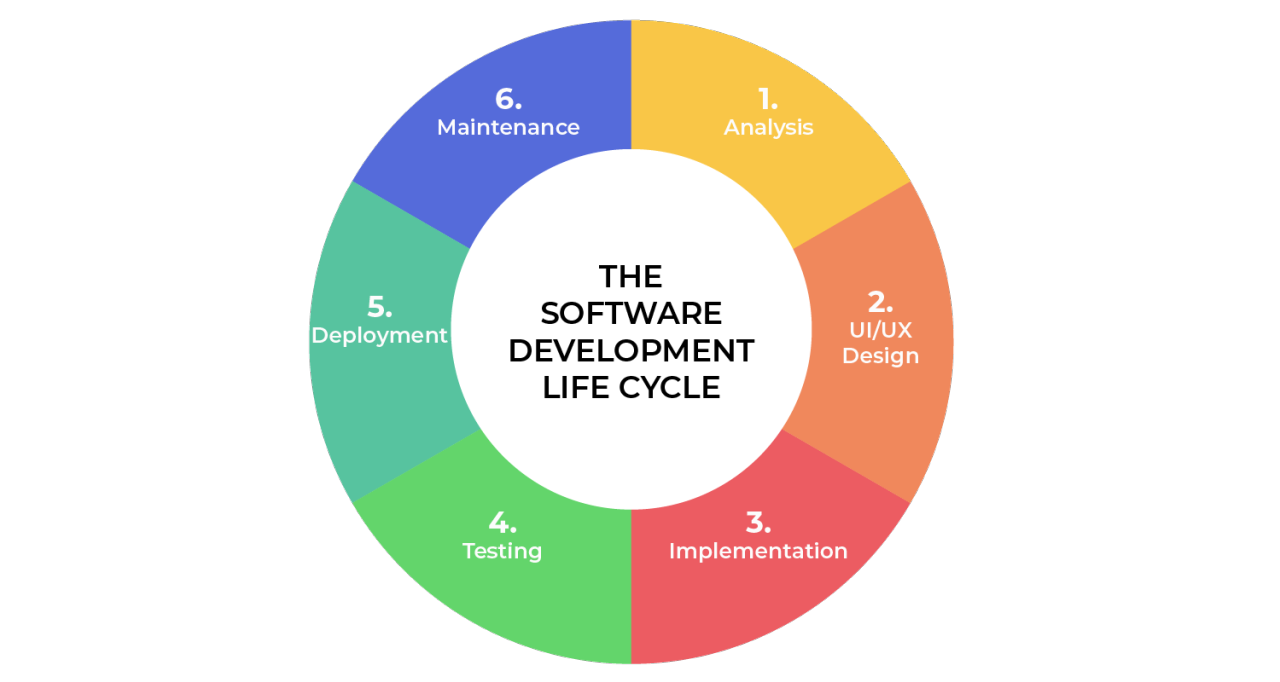 THE
SOFTWARE
DEVELOPMENT
LIFE CYCLE
1.
Analysis
2.
UI/UX
Design
3.
Implementation
4.
Testing
5.
Deployment
6.
Maintenance